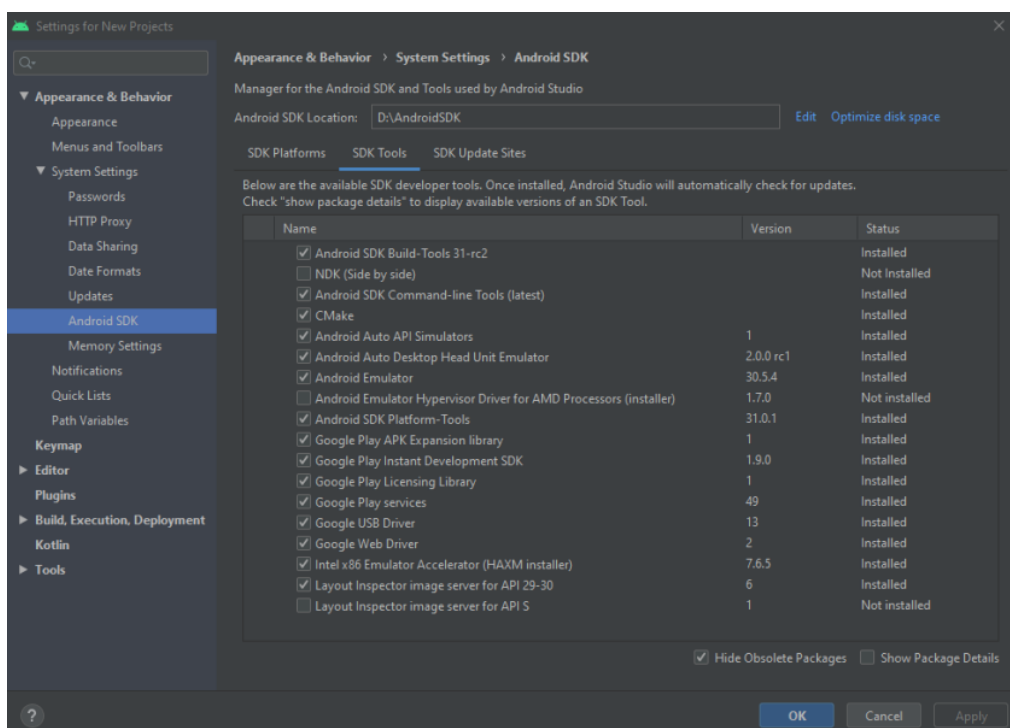 Settings for New Projects
Appearance & Behavior
Appearance
Menus and Toolbars
System Settings
Passwords
HTTP Proxy
Data Sharing
Date Formats
Updates
Android SDK
Memory Settings
Notifications
Quick Lists
Path Variables
Keymap
Editor
Plugins
Build, Execution, Deployment
Kotlin
Tools
Appearance & Behavior › System Settings › Android SDK
Manager for the Android SDK and Tools used by Android Studio
Android SDK Location: D:\AndroidSDK Edit Optimize disk space
SDK Platforms SDK Tools SDK Update Sites
Below are the available SDK developer tools. Once installed, Android Studio will automatically check for updates.
Check "show package details" to display available versions of an SDK Tool.
Name Version Status
Android SDK Build-Tools 31-rc2 Installed
NDK (Side by side) Not Installed
Android SDK Command-line Tools (latest) Installed
CMake Installed
Android Auto API Simulators 1 Installed
Android Auto Desktop Head Unit Emulator 2.0.0 rc1 Installed
Android Emulator 30.5.4 Installed
Android Emulator Hypervisor Driver for AMD Processors (installer) 1.7.0 Not installed
Android SDK Platform-Tools 31.0.1 Installed
Google Play APK Expansion library 1 Installed
Google Play Instant Development SDK 1.9.0 Installed
Google Play Licensing Library 1 Installed
Google Play services 49 Installed
Google USB Driver 13 Installed
Google Web Driver 2 Installed
Intel x86 Emulator Accelerator (HAXM installer) 7.6.5 Installed
Layout Inspector image server for API 29-30 6 Installed
Layout Inspector image server for API S 1 Not installed
Hide Obsolete Packages Show Package Details
? OK Cancel Apply